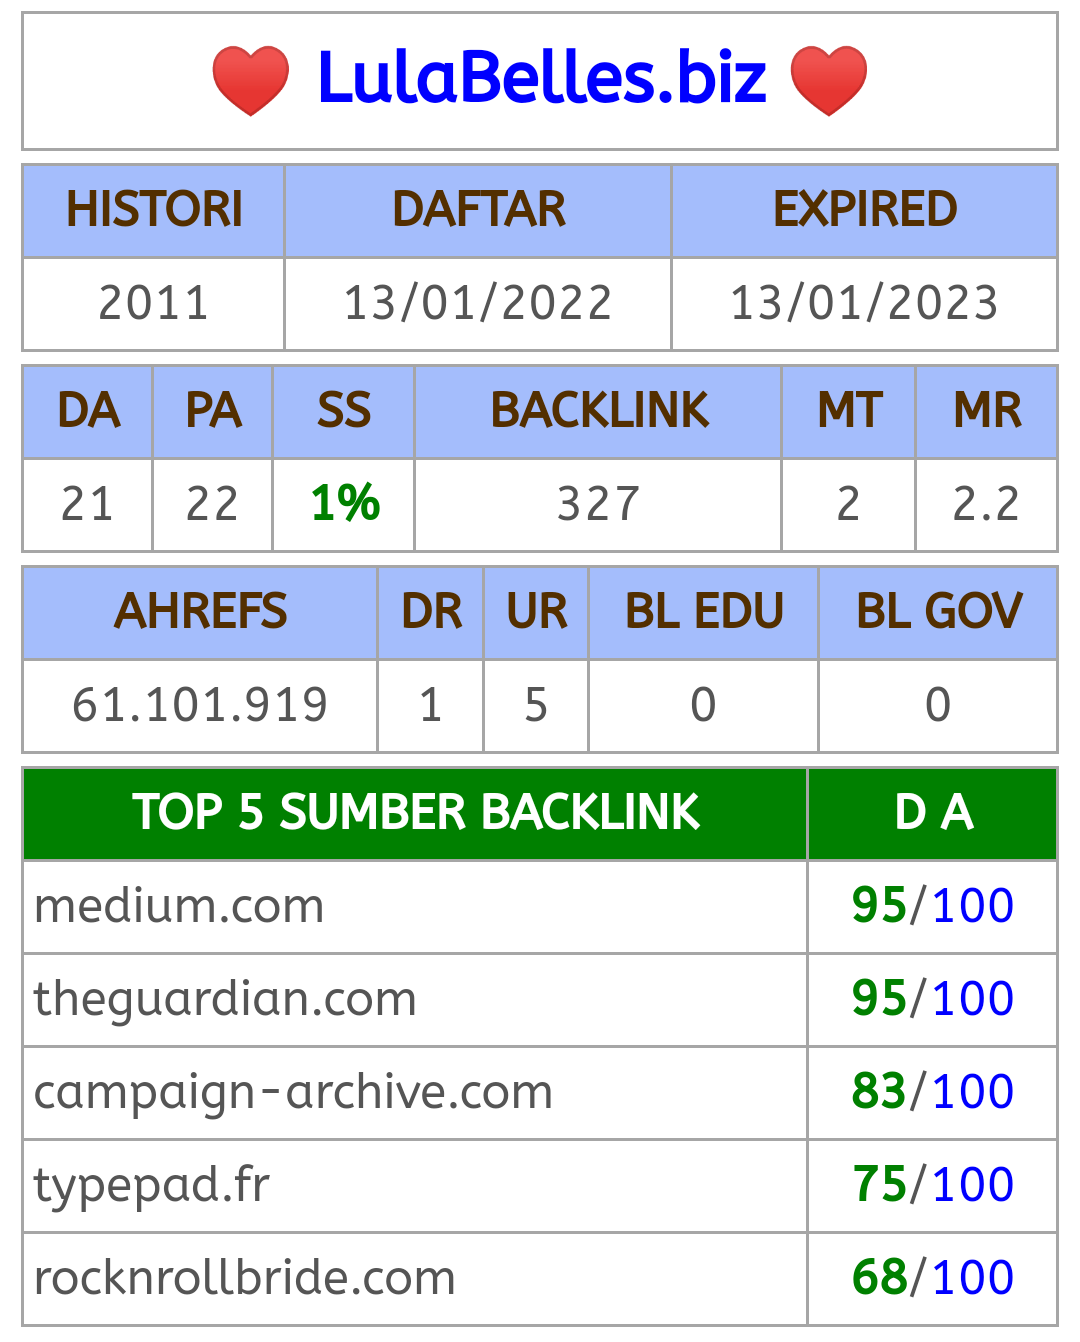 LulaBelles.biz
HISTORI DAFTAR EXPIRED
2011 13/01/2022 13/01/2023
DA PA SS BACKLINK MT MR
21 22 1% 327 2 2.2
AHREFS DR UR BL EDU BL GOV
61.101.919 1 5 0 0
TOP 5 SUMBER BACKLINK D A
medium.com 95/100
theguardian.com 95/100
campaign-archive.com 83/100
typepad.fr 75/100
rocknrollbride.com 68/100